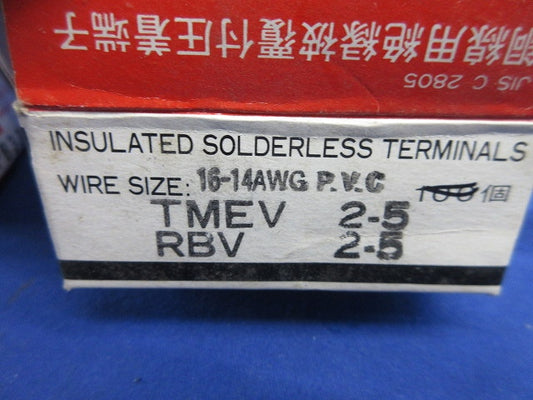 銅線用絶縁被覆付圧着端子
JIS C 2805
INSULATED SOLDERLESS TERMINALS
WIRE SIZE: 16-14AWG P.V.C
100個
TMEV 2-5
RBV 2-5